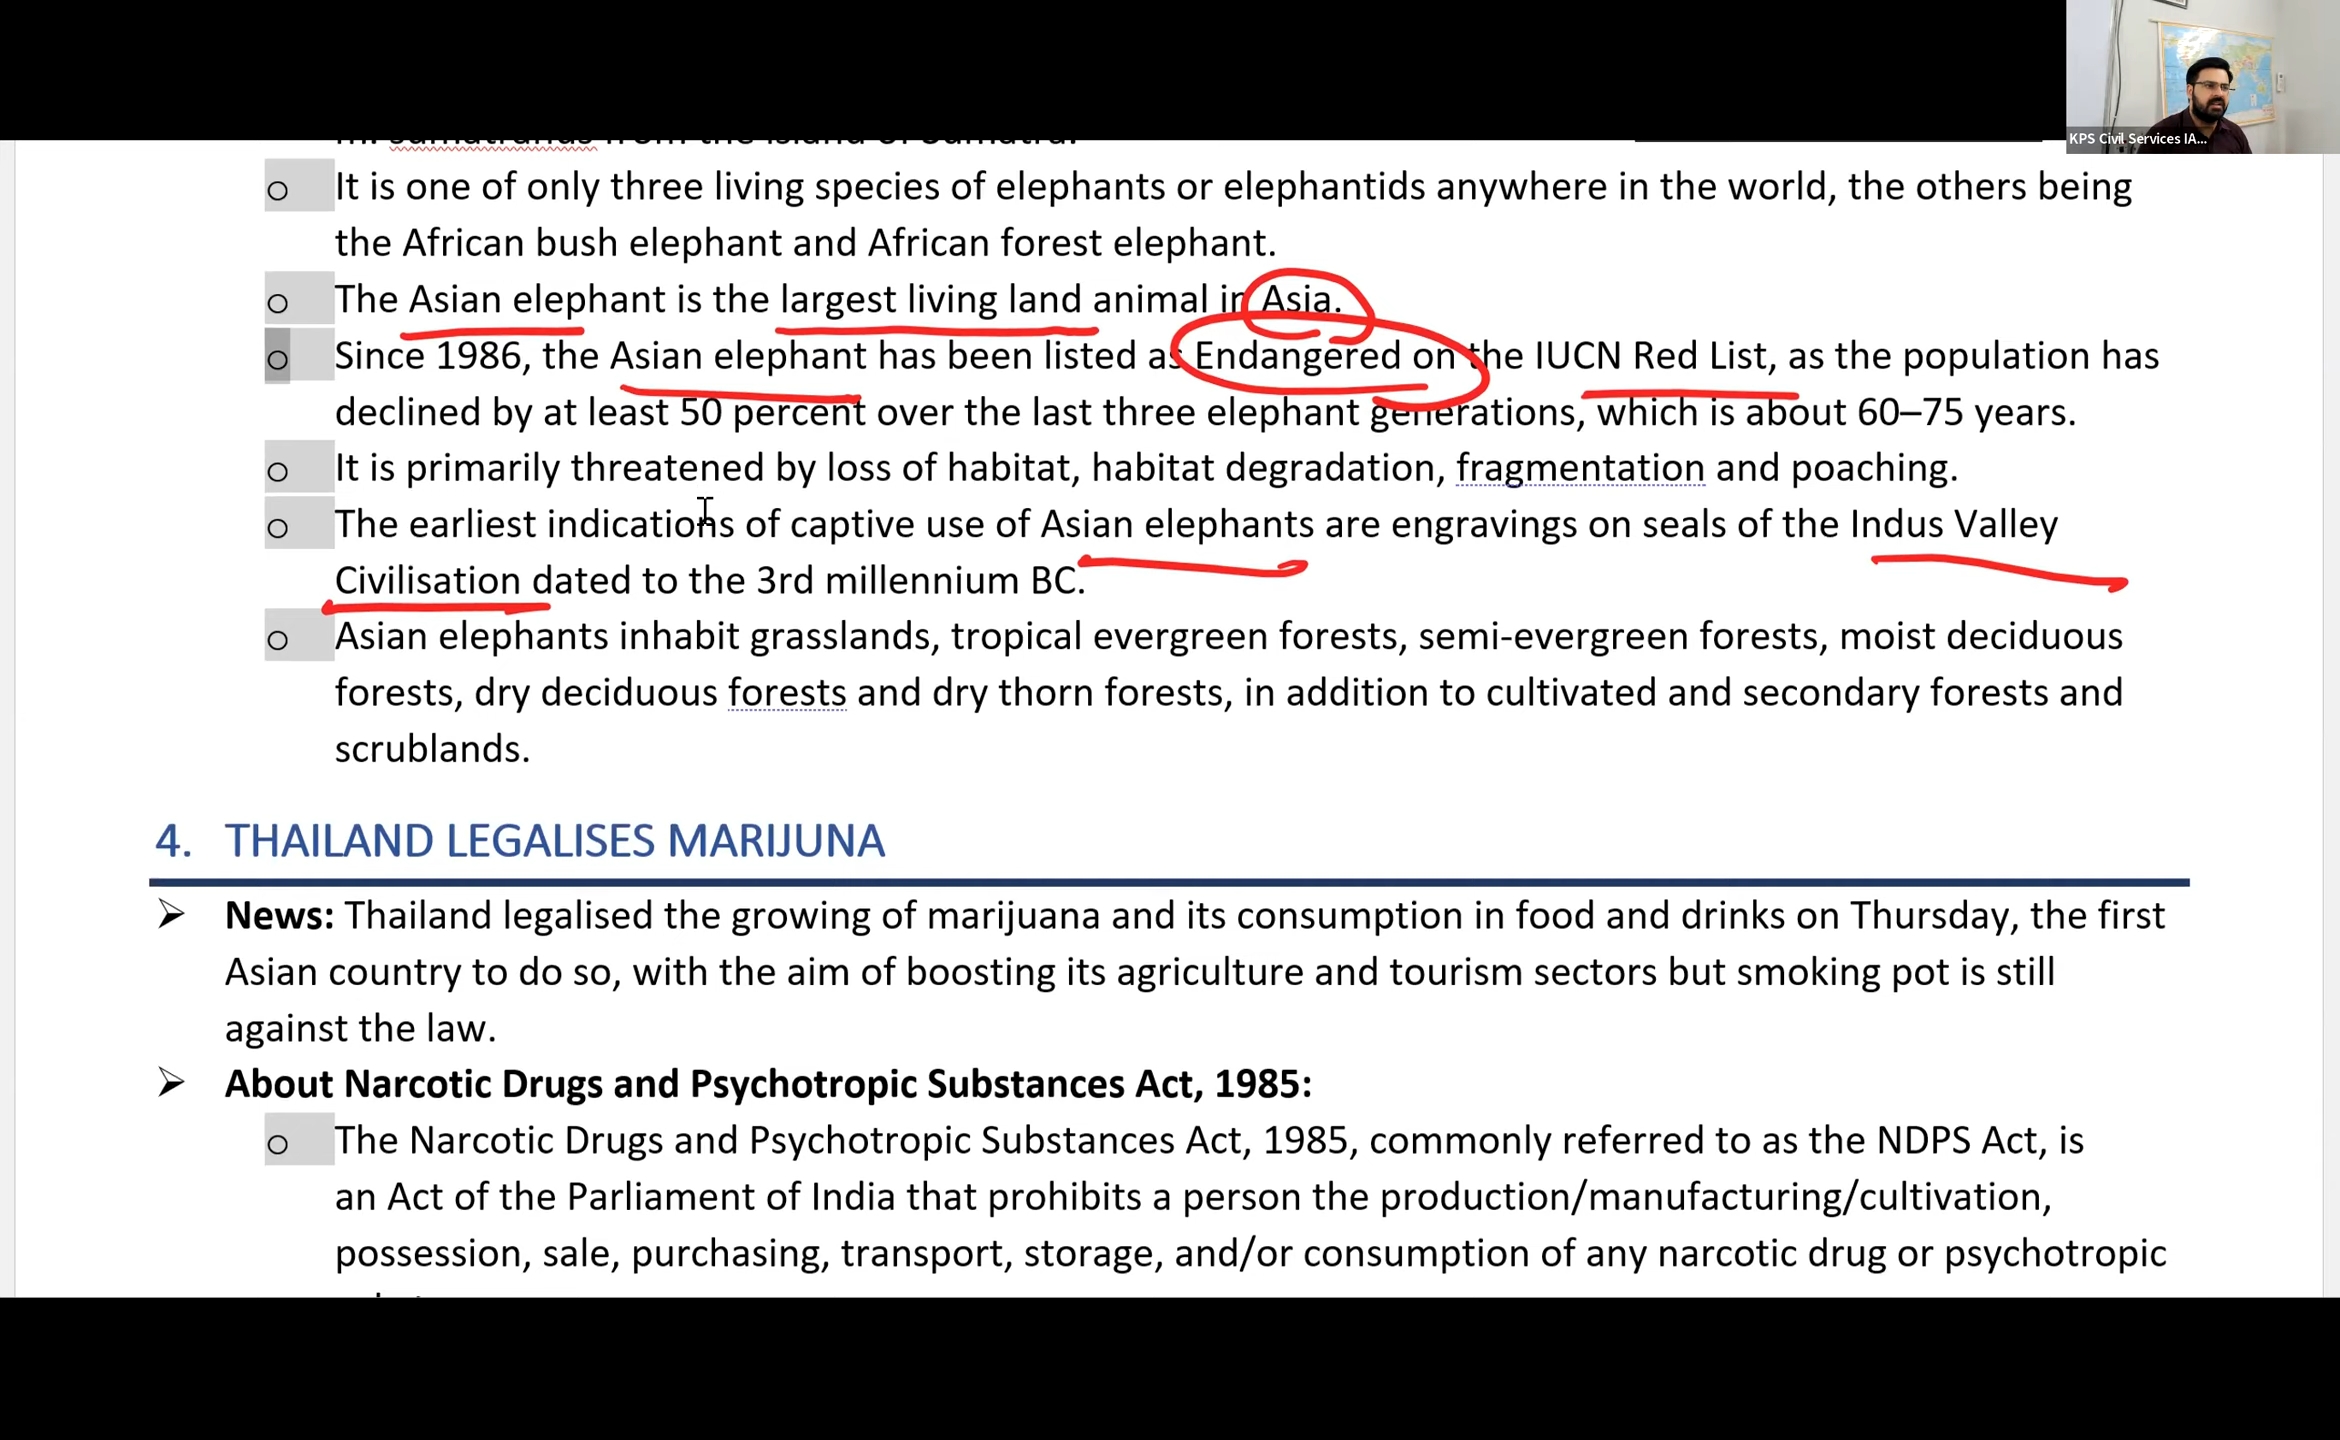 KPS Civil Services IA...
sumatranus from the island of Sumatra.
o It is one of only three living species of elephants or elephantids anywhere in the world, the others being
the African bush elephant and African forest elephant.
o The Asian elephant is the largest living land animal in Asia.
o Since 1986, the Asian elephant has been listed as Endangered on the IUCN Red List, as the population has
declined by at least 50 percent over the last three elephant generations, which is about 60–75 years.
o It is primarily threatened by loss of habitat, habitat degradation, fragmentation and poaching.
o The earliest indications of captive use of Asian elephants are engravings on seals of the Indus Valley
Civilisation dated to the 3rd millennium BC.
o Asian elephants inhabit grasslands, tropical evergreen forests, semi-evergreen forests, moist deciduous
forests, dry deciduous forests and dry thorn forests, in addition to cultivated and secondary forests and
scrublands.
4. THAILAND LEGALISES MARIJUNA
➢ News: Thailand legalised the growing of marijuana and its consumption in food and drinks on Thursday, the first
Asian country to do so, with the aim of boosting its agriculture and tourism sectors but smoking pot is still
against the law.
➢ About Narcotic Drugs and Psychotropic Substances Act, 1985:
o The Narcotic Drugs and Psychotropic Substances Act, 1985, commonly referred to as the NDPS Act, is
an Act of the Parliament of India that prohibits a person the production/manufacturing/cultivation,
possession, sale, purchasing, transport, storage, and/or consumption of any narcotic drug or psychotropic